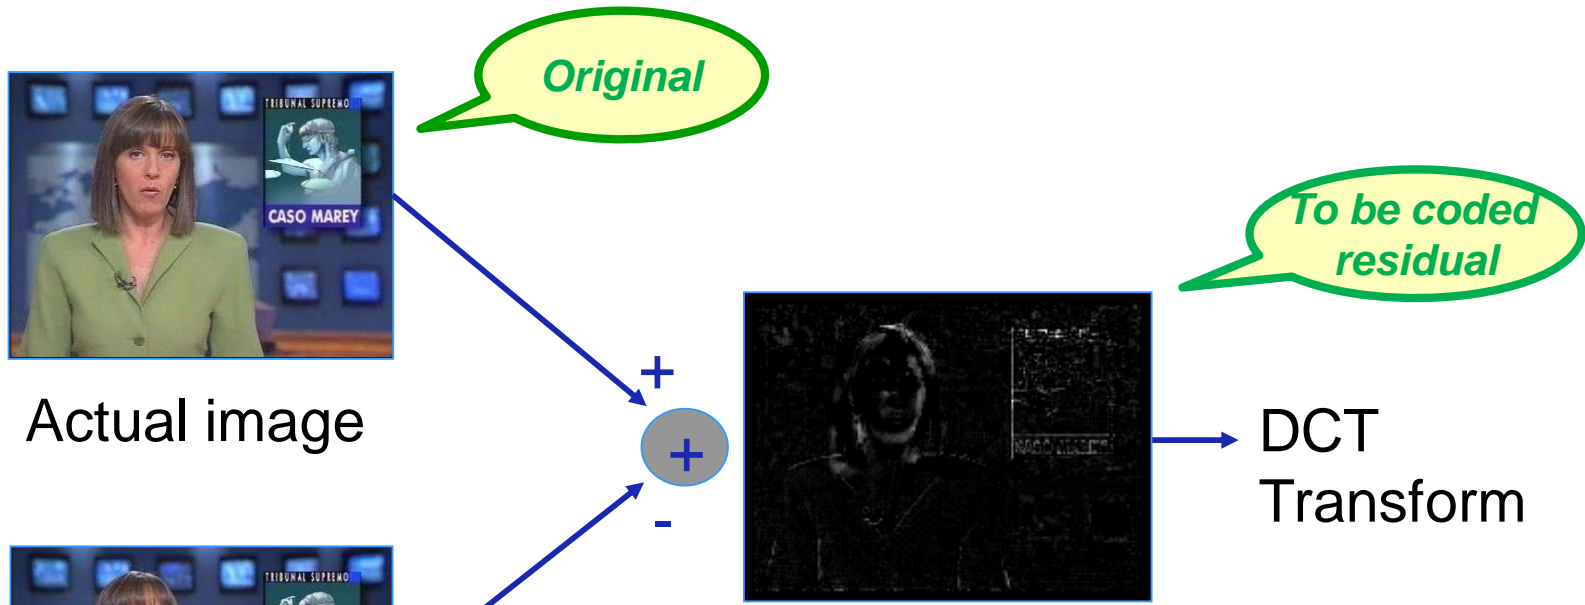 Original
TRIBUNAL SUPREMO
CASO MAREY
To be coded
residual
+
+
-
Actual image
DCT
Transform
TRIBUNAL SUPREMO